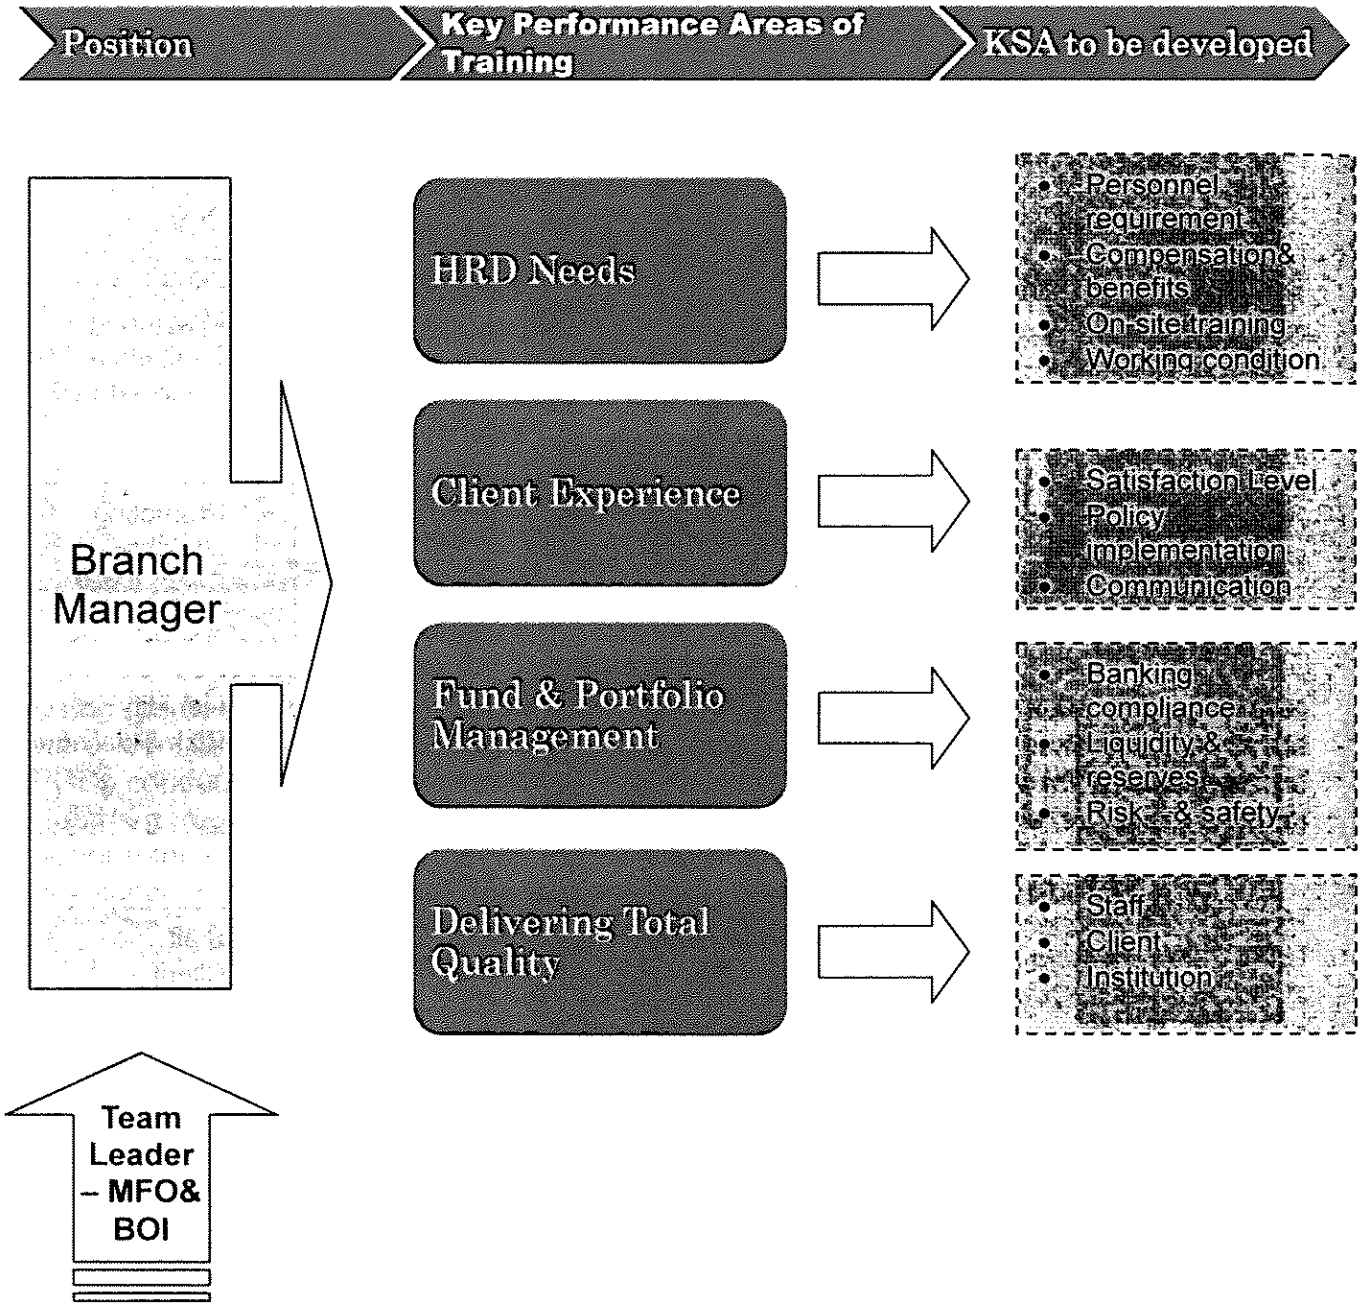 Position
Key Performance Areas of
Training
KSA to be developed
Branch
Manager
HRD Needs
• Personnel
requirement
• Compensation&
benefits
• On-site training
• Working condition
Client Experience
• Satisfaction Level
• Policy
implementation
• Communication
Fund & Portfolio
Management
• Banking
compliance
• Liquidity &
reserves
• Risk & safety
Delivering Total
Quality
• Staff
• Client
• Institution
Team
Leader
– MFO&
BOI